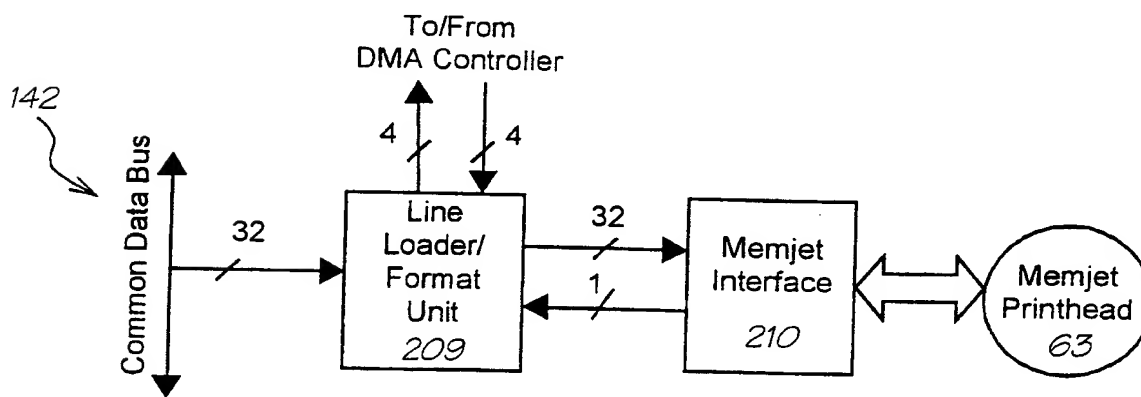 To/From
DMA Controller
142
4
4
Common Data Bus
32
Line
Loader/
Format
Unit
209
32
1
Memjet
Interface
210
Memjet
Printhead
63